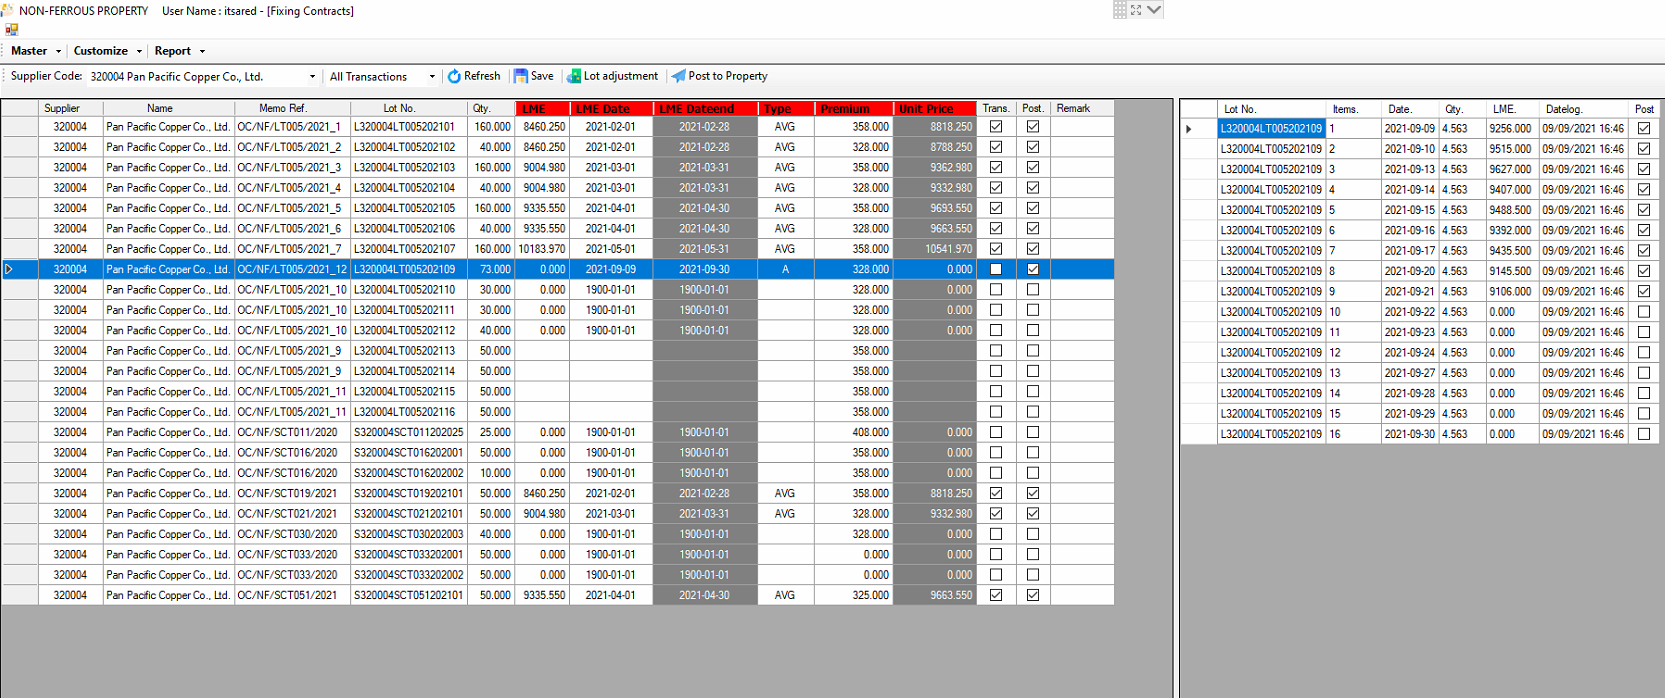 NON-FERROUS PROPERTY User Name : itsared - [Fixing Contracts]
Master Customize Report
Supplier Code: 320004 Pan Pacific Copper Co., Ltd. All Transactions Refresh Save Lot adjustment Post to Property
Supplier Name Memo Ref. Lot No. Qty. LME LME Date LME Dateend Type Premium Unit Price Trans. Post. Remark
320004 Pan Pacific Copper Co., Ltd. OC/NF/LT005/2021_1 L320004LT005202101 160.000 8460.250 2021-02-01 2021-02-28 AVG 358.000 8818.250
320004 Pan Pacific Copper Co., Ltd. OC/NF/LT005/2021_2 L320004LT005202102 40.000 8460.250 2021-02-01 2021-02-28 AVG 328.000 8788.250
320004 Pan Pacific Copper Co., Ltd. OC/NF/LT005/2021_3 L320004LT005202103 160.000 9004.980 2021-03-01 2021-03-31 AVG 358.000 9362.980
320004 Pan Pacific Copper Co., Ltd. OC/NF/LT005/2021_4 L320004LT005202104 40.000 9004.980 2021-03-01 2021-03-31 AVG 328.000 9332.980
320004 Pan Pacific Copper Co., Ltd. OC/NF/LT005/2021_5 L320004LT005202105 160.000 9335.550 2021-04-01 2021-04-30 AVG 358.000 9693.550
320004 Pan Pacific Copper Co., Ltd. OC/NF/LT005/2021_6 L320004LT005202106 40.000 9335.550 2021-04-01 2021-04-30 AVG 328.000 9663.550
320004 Pan Pacific Copper Co., Ltd. OC/NF/LT005/2021_7 L320004LT005202107 160.000 10183.970 2021-05-01 2021-05-31 AVG 358.000 10541.970
320004 Pan Pacific Copper Co., Ltd. OC/NF/LT005/2021_12 L320004LT005202109 73.000 0.000 2021-09-09 2021-09-30 A 328.000 0.000
320004 Pan Pacific Copper Co., Ltd. OC/NF/LT005/2021_10 L320004LT005202110 30.000 0.000 1900-01-01 1900-01-01 328.000 0.000
320004 Pan Pacific Copper Co., Ltd. OC/NF/LT005/2021_10 L320004LT005202111 30.000 0.000 1900-01-01 1900-01-01 328.000 0.000
320004 Pan Pacific Copper Co., Ltd. OC/NF/LT005/2021_10 L320004LT005202112 40.000 0.000 1900-01-01 1900-01-01 328.000 0.000
320004 Pan Pacific Copper Co., Ltd. OC/NF/LT005/2021_9 L320004LT005202113 50.000 358.000
320004 Pan Pacific Copper Co., Ltd. OC/NF/LT005/2021_9 L320004LT005202114 50.000 358.000
320004 Pan Pacific Copper Co., Ltd. OC/NF/LT005/2021_11 L320004LT005202115 50.000 358.000
320004 Pan Pacific Copper Co., Ltd. OC/NF/LT005/2021_11 L320004LT005202116 50.000 358.000
320004 Pan Pacific Copper Co., Ltd. OC/NF/SCT011/2020 S320004SCT011202025 25.000 0.000 1900-01-01 1900-01-01 408.000 0.000
320004 Pan Pacific Copper Co., Ltd. OC/NF/SCT016/2020 S320004SCT016202001 50.000 0.000 1900-01-01 1900-01-01 358.000 0.000
320004 Pan Pacific Copper Co., Ltd. OC/NF/SCT016/2020 S320004SCT016202002 10.000 0.000 1900-01-01 1900-01-01 358.000 0.000
320004 Pan Pacific Copper Co., Ltd. OC/NF/SCT019/2021 S320004SCT019202101 50.000 8460.250 2021-02-01 2021-02-28 AVG 358.000 8818.250
320004 Pan Pacific Copper Co., Ltd. OC/NF/SCT021/2021 S320004SCT021202101 50.000 9004.980 2021-03-01 2021-03-31 AVG 328.000 9332.980
320004 Pan Pacific Copper Co., Ltd. OC/NF/SCT030/2020 S320004SCT030202003 40.000 0.000 1900-01-01 1900-01-01 328.000 0.000
320004 Pan Pacific Copper Co., Ltd. OC/NF/SCT033/2020 S320004SCT033202001 50.000 0.000 1900-01-01 1900-01-01 0.000 0.000
320004 Pan Pacific Copper Co., Ltd. OC/NF/SCT033/2020 S320004SCT033202002 50.000 0.000 1900-01-01 1900-01-01 0.000 0.000
320004 Pan Pacific Copper Co., Ltd. OC/NF/SCT051/2021 S320004SCT051202101 50.000 9335.550 2021-04-01 2021-04-30 AVG 325.000 9663.550
Lot No. Items. Date. Qty. LME. Datelog. Post
L320004LT005202109 1 2021-09-09 4.563 9256.000 09/09/2021 16:46
L320004LT005202109 2 2021-09-10 4.563 9515.000 09/09/2021 16:46
L320004LT005202109 3 2021-09-13 4.563 9627.000 09/09/2021 16:46
L320004LT005202109 4 2021-09-14 4.563 9407.000 09/09/2021 16:46
L320004LT005202109 5 2021-09-15 4.563 9488.500 09/09/2021 16:46
L320004LT005202109 6 2021-09-16 4.563 9392.000 09/09/2021 16:46
L320004LT005202109 7 2021-09-17 4.563 9435.500 09/09/2021 16:46
L320004LT005202109 8 2021-09-20 4.563 9145.500 09/09/2021 16:46
L320004LT005202109 9 2021-09-21 4.563 9106.000 09/09/2021 16:46
L320004LT005202109 10 2021-09-22 4.563 0.000 09/09/2021 16:46
L320004LT005202109 11 2021-09-23 4.563 0.000 09/09/2021 16:46
L320004LT005202109 12 2021-09-24 4.563 0.000 09/09/2021 16:46
L320004LT005202109 13 2021-09-27 4.563 0.000 09/09/2021 16:46
L320004LT005202109 14 2021-09-28 4.563 0.000 09/09/2021 16:46
L320004LT005202109 15 2021-09-29 4.563 0.000 09/09/2021 16:46
L320004LT005202109 16 2021-09-30 4.563 0.000 09/09/2021 16:46